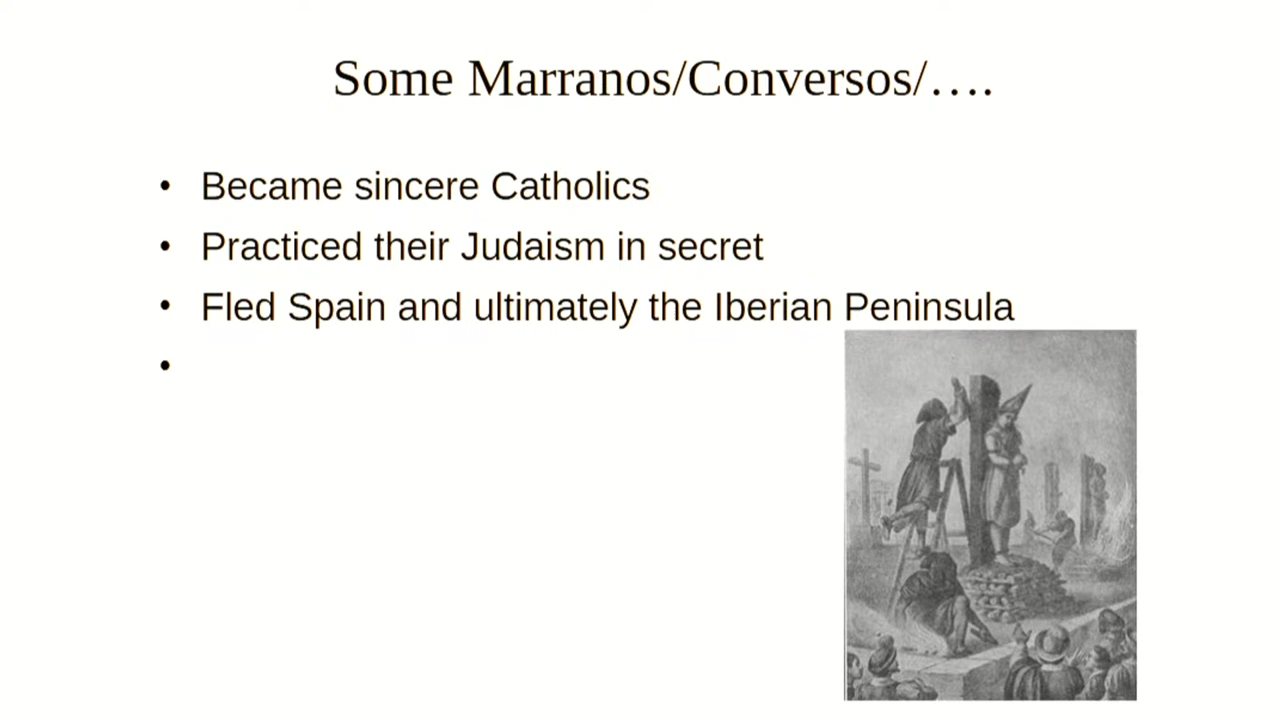 Some Marranos/Conversos/….
• Became sincere Catholics
• Practiced their Judaism in secret
• Fled Spain and ultimately the Iberian Peninsula
•